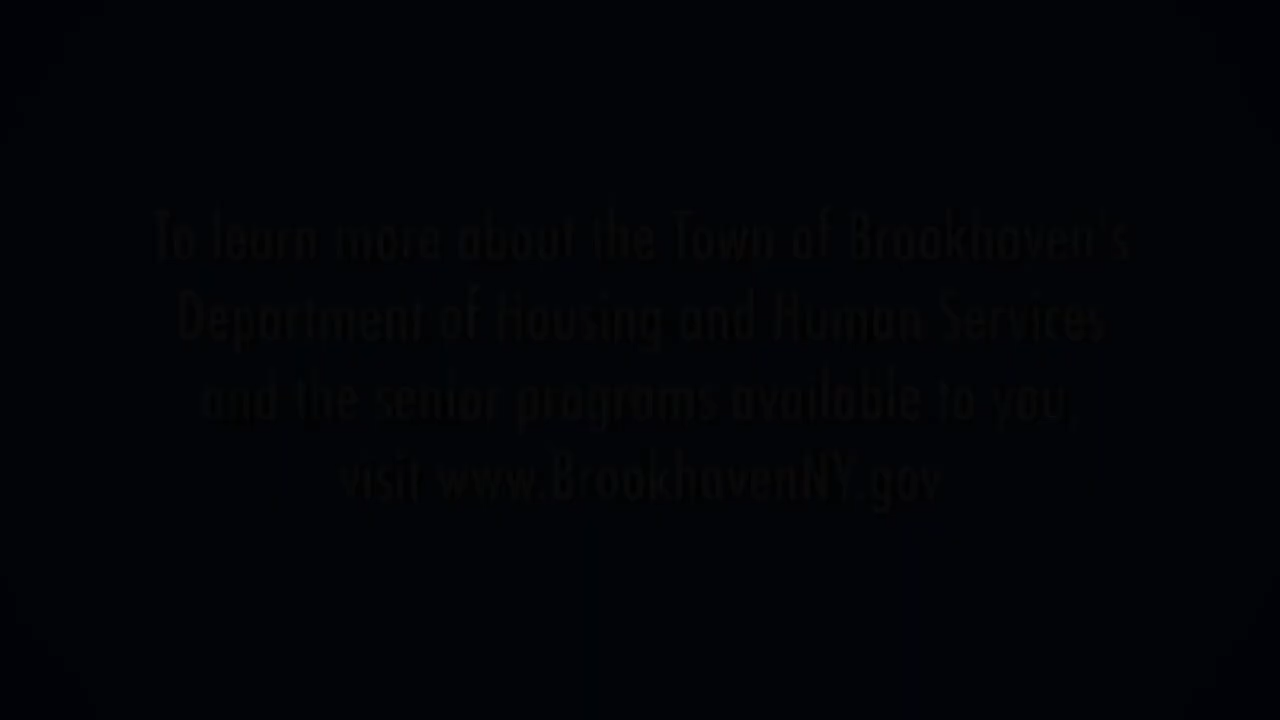 To learn more about the Town of Brookhaven's
Department of Housing and Human Services
and the senior programs available to you,
visit www.BrookhavenNY.gov